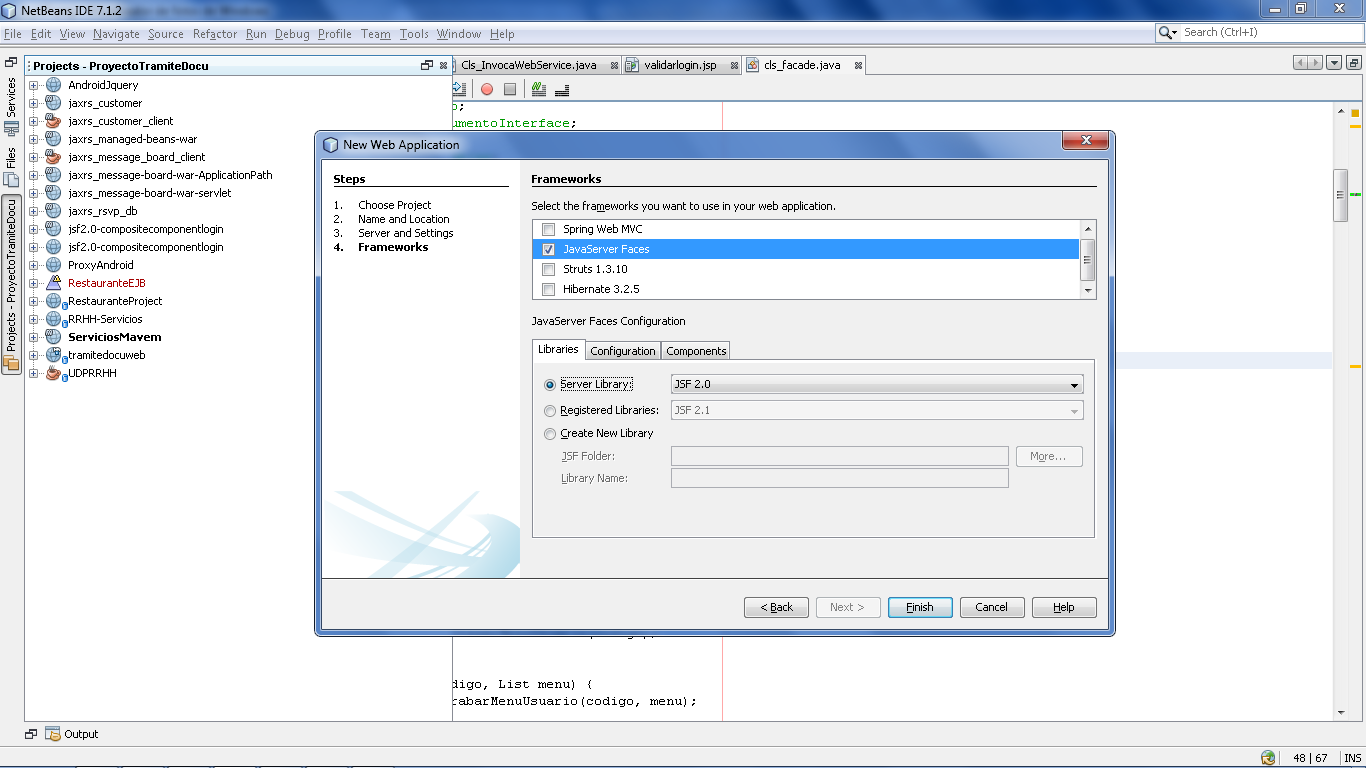 NetBeans IDE 7.1.2
File Edit View Navigate Source Refactor Run Debug Profile Team Tools Window Help
Search (Ctrl+I)
Projects - ProyectoTramiteDocu
Cls_InvocaWebService.java validarlogin.jsp cls_facade.java
Services
Files
Projects - ProyectoTramiteDocu
AndroidJquery
jaxrs_customer
jaxrs_customer_client
jaxrs_managed-beans-war
jaxrs_message_board_client
jaxrs_message-board-war-ApplicationPath
jaxrs_message-board-war-servlet
jaxrs_rsvp_db
jsf2.0-compositecomponentlogin
jsf2.0-compositecomponentlogin
ProxyAndroid
RestauranteEJB
RestauranteProject
RRHH-Servicios
ServiciosMavem
tramitedocuweb
UDPRRHH
umentoInterface;
New Web Application
Steps
1. Choose Project
2. Name and Location
3. Server and Settings
4. Frameworks
Frameworks
Select the frameworks you want to use in your web application.
Spring Web MVC
JavaServer Faces
Struts 1.3.10
Hibernate 3.2.5
JavaServer Faces Configuration
Libraries Configuration Components
Server Library: JSF 2.0
Registered Libraries: JSF 2.1
Create New Library
JSF Folder: More...
Library Name:
< Back Next > Finish Cancel Help
digo, List menu) {
rabarMenuUsuario(codigo, menu);
Output
48 | 67 INS